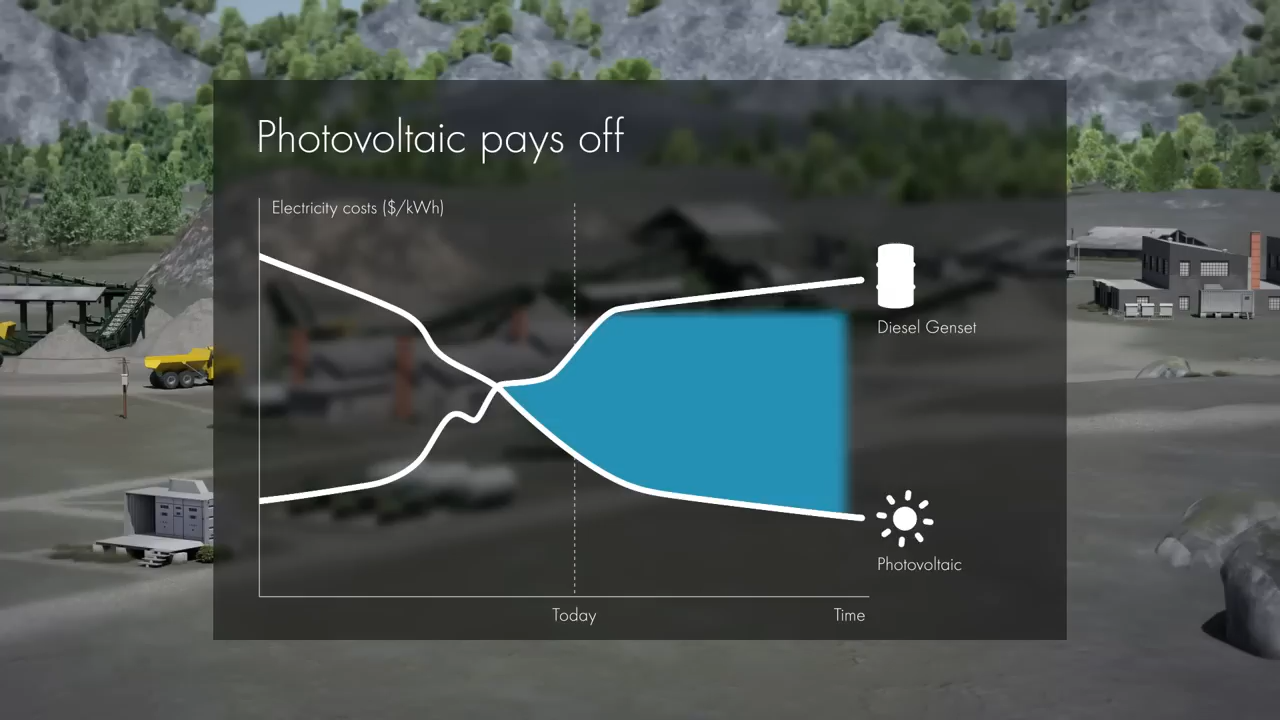 Photovoltaic pays off
Electricity costs ($/kWh)
Diesel Genset
Photovoltaic
Today
Time